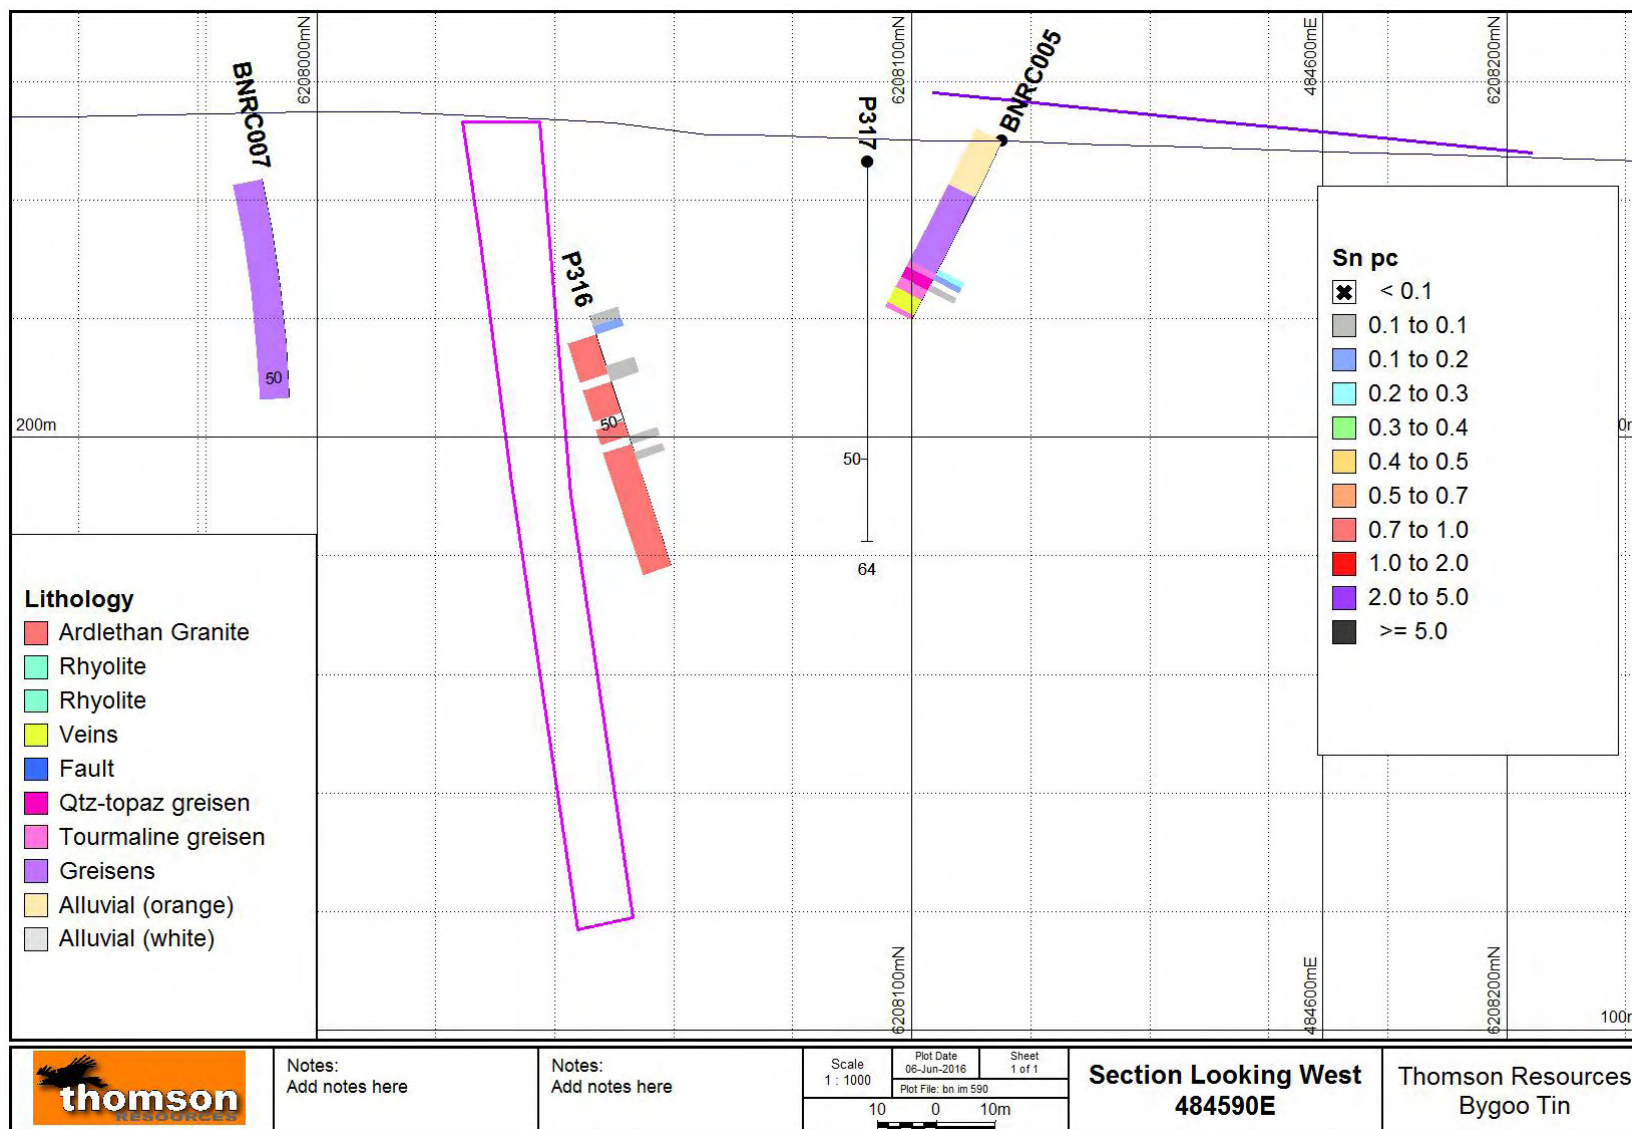 BNRC007
6208000mN
P316
P317
6208100mN
BNRC005
484600mE
6208200mN
50
50
50
64
200m
Sn pc
< 0.1
0.1 to 0.1
0.1 to 0.2
0.2 to 0.3
0.3 to 0.4
0.4 to 0.5
0.5 to 0.7
0.7 to 1.0
1.0 to 2.0
2.0 to 5.0
>= 5.0
Lithology
Ardlethan Granite
Rhyolite
Rhyolite
Veins
Fault
Qtz-topaz greisen
Tourmaline greisen
Greisens
Alluvial (orange)
Alluvial (white)
6208100mN
484600mE
6208200mN
thomson
RESOURCES
Notes:
Add notes here
Notes:
Add notes here
Scale
1 : 1000
Plot Date
06-Jun-2016
Sheet
1 of 1
Plot File: bn im 590
10 0 10m
Section Looking West
484590E
Thomson Resources
Bygoo Tin